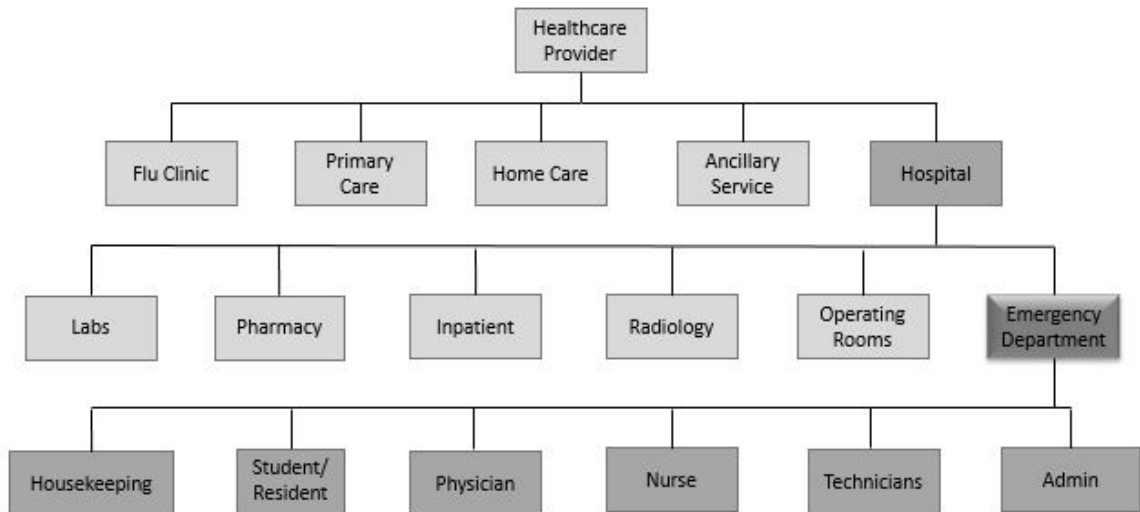 Healthcare
Provider
Flu Clinic
Primary
Care
Home Care
Ancillary
Service
Hospital
Labs
Pharmacy
Inpatient
Radiology
Operating
Rooms
Emergency
Department
Housekeeping
Student/
Resident
Physician
Nurse
Technicians
Admin